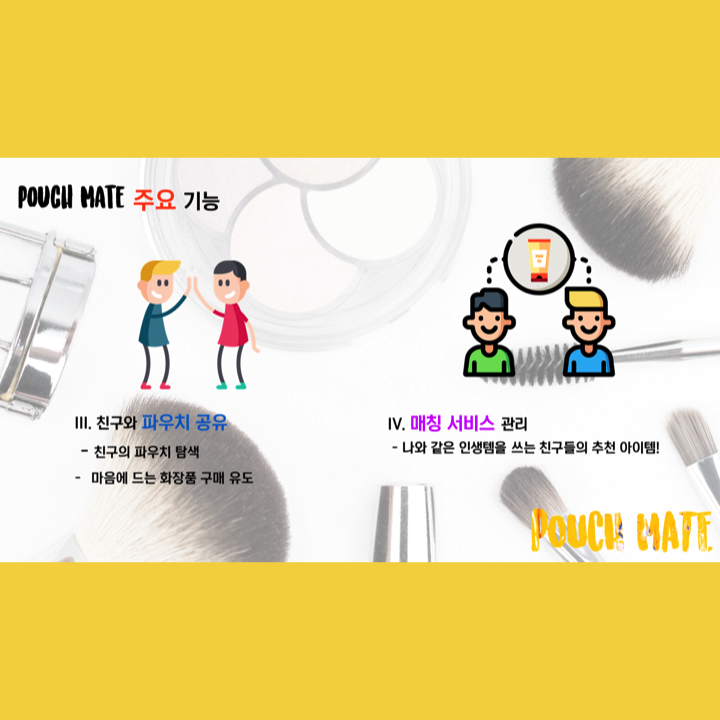 POUCH MATE 주요 기능
III. 친구와 파우치 공유
- 친구의 파우치 탐색
- 마음에 드는 화장품 구매 유도
IV. 매칭 서비스 관리
- 나와 같은 인생템을 쓰는 친구들의 추천 아이템!
POUCH MATE